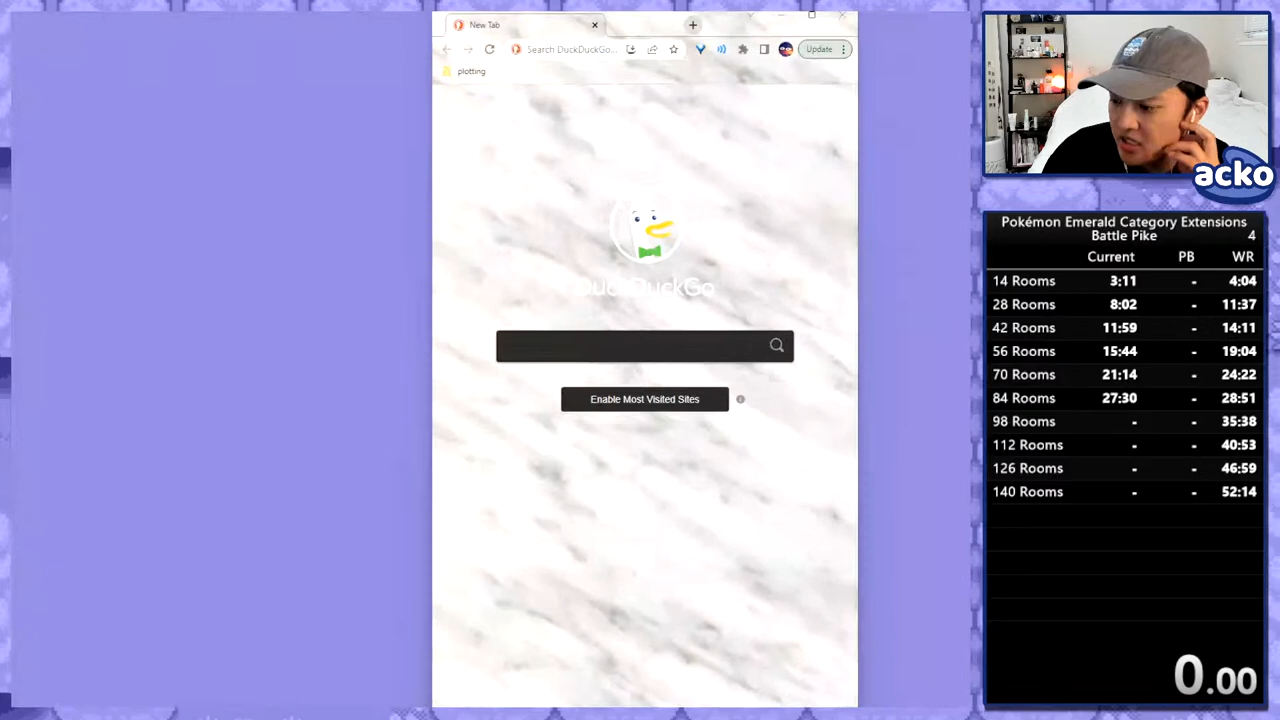 New Tab
Search DuckDuckGo...
Update
plotting
DuckDuckGo
Enable Most Visited Sites
acko
Pokémon Emerald Category Extensions
Battle Pike 4
Current PB WR
14 Rooms 3:11 - 4:04
28 Rooms 8:02 - 11:37
42 Rooms 11:59 - 14:11
56 Rooms 15:44 - 19:04
70 Rooms 21:14 - 24:22
84 Rooms 27:30 - 28:51
98 Rooms - - 35:38
112 Rooms - - 40:53
126 Rooms - - 46:59
140 Rooms - - 52:14
0.00